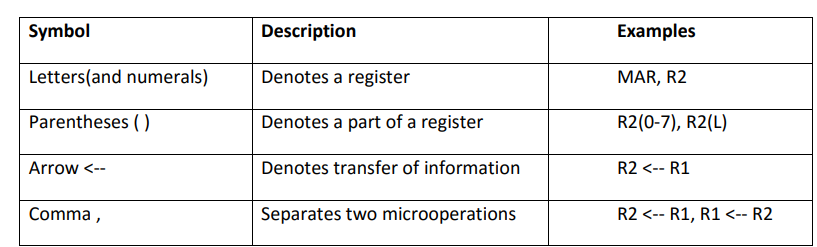 Symbol Description Examples
Letters(and numerals) Denotes a register MAR, R2
Parentheses ( ) Denotes a part of a register R2(0-7), R2(L)
Arrow <-- Denotes transfer of information R2 <-- R1
Comma , Separates two microoperations R2 <-- R1, R1 <-- R2